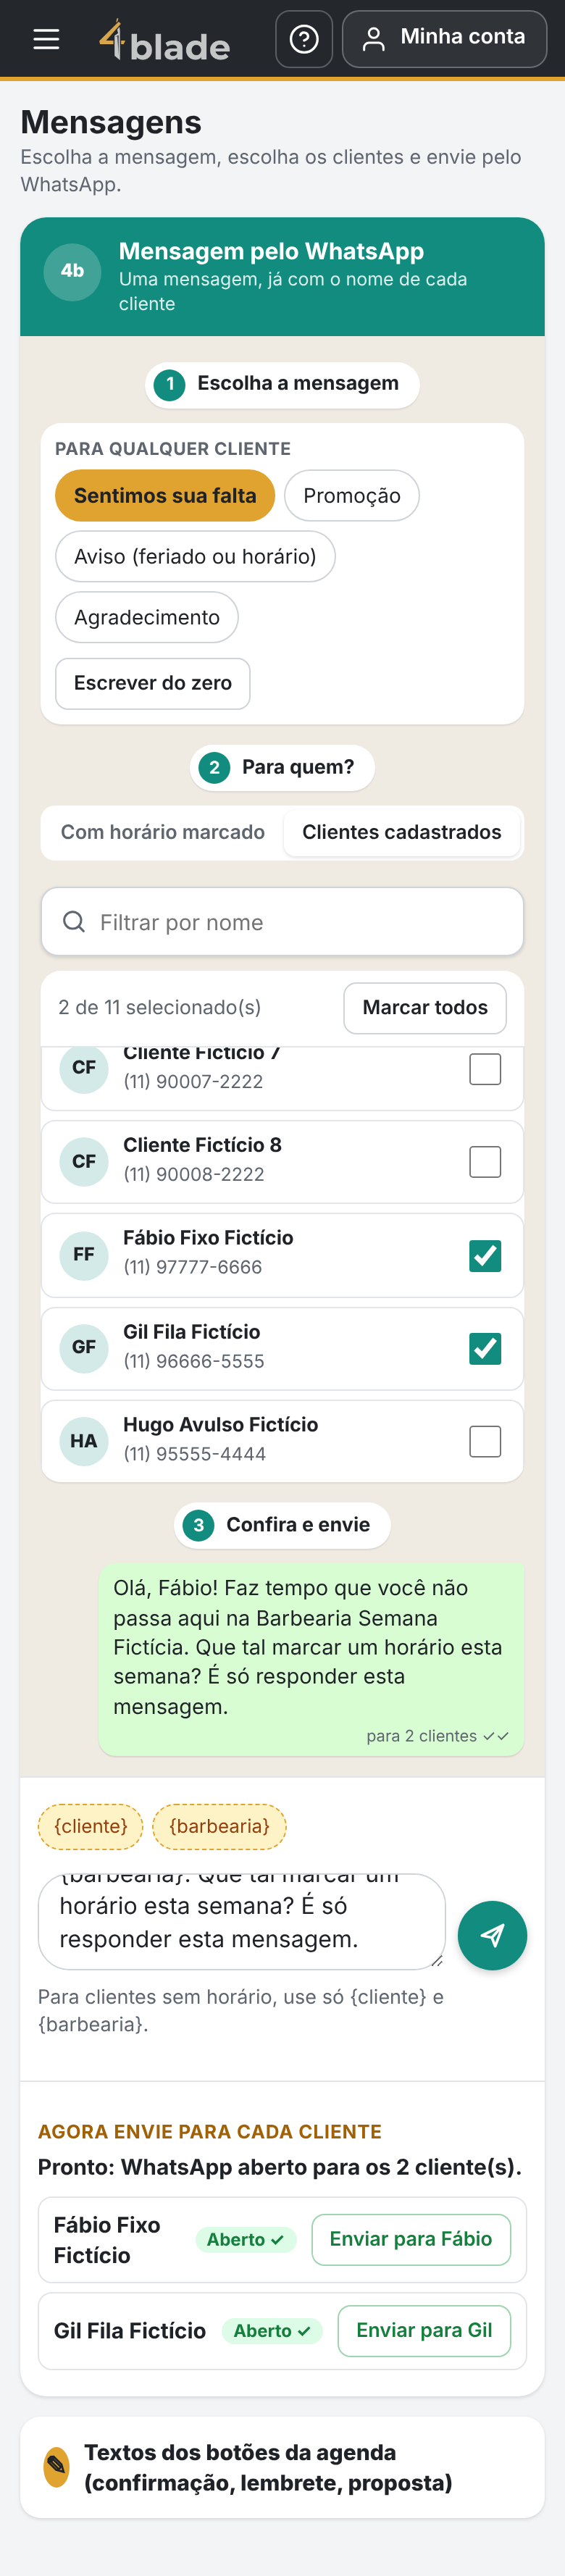 4blade
Minha conta
Mensagens
Escolha a mensagem, escolha os clientes e envie pelo
WhatsApp.
4b
Mensagem pelo WhatsApp
Uma mensagem, já com o nome de cada
cliente
1 Escolha a mensagem
PARA QUALQUER CLIENTE
Sentimos sua falta
Promoção
Aviso (feriado ou horário)
Agradecimento
Escrever do zero
2 Para quem?
Com horário marcado
Clientes cadastrados
Filtrar por nome
2 de 11 selecionado(s)
Marcar todos
CF
Cliente Fictício 7
(11) 90007-2222
CF
Cliente Fictício 8
(11) 90008-2222
FF
Fábio Fixo Fictício
(11) 97777-6666
GF
Gil Fila Fictício
(11) 96666-5555
HA
Hugo Avulso Fictício
(11) 95555-4444
3 Confira e envie
Olá, Fábio! Faz tempo que você não
passa aqui na Barbearia Semana
Fictícia. Que tal marcar um horário esta
semana? É só responder esta
mensagem.
para 2 clientes ✓✓
{cliente}
{barbearia}
{barbearia}. Que tal marcar um
horário esta semana? É só
responder esta mensagem.
Para clientes sem horário, use só {cliente} e
{barbearia}.
AGORA ENVIE PARA CADA CLIENTE
Pronto: WhatsApp aberto para os 2 cliente(s).
Fábio Fixo
Fictício
Aberto ✓
Enviar para Fábio
Gil Fila Fictício
Aberto ✓
Enviar para Gil
Textos dos botões da agenda
(confirmação, lembrete, proposta)